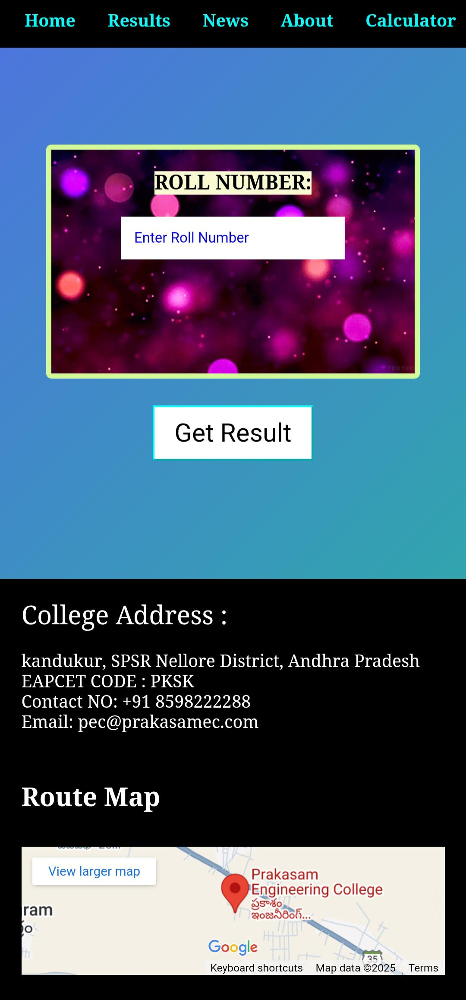 Home Results News About Calculator
ROLL NUMBER:
Enter Roll Number
Get Result
College Address :
kandukur, SPSR Nellore District, Andhra Pradesh
EAPCET CODE : PKSK
Contact NO: +91 8598222288
Email: pec@prakasamec.com
Route Map
View larger map
Prakasam
Engineering College
ప్రకాశం
ఇంజనీరింగ్...
ram
Google
35
Keyboard shortcuts Map data ©2025 Terms